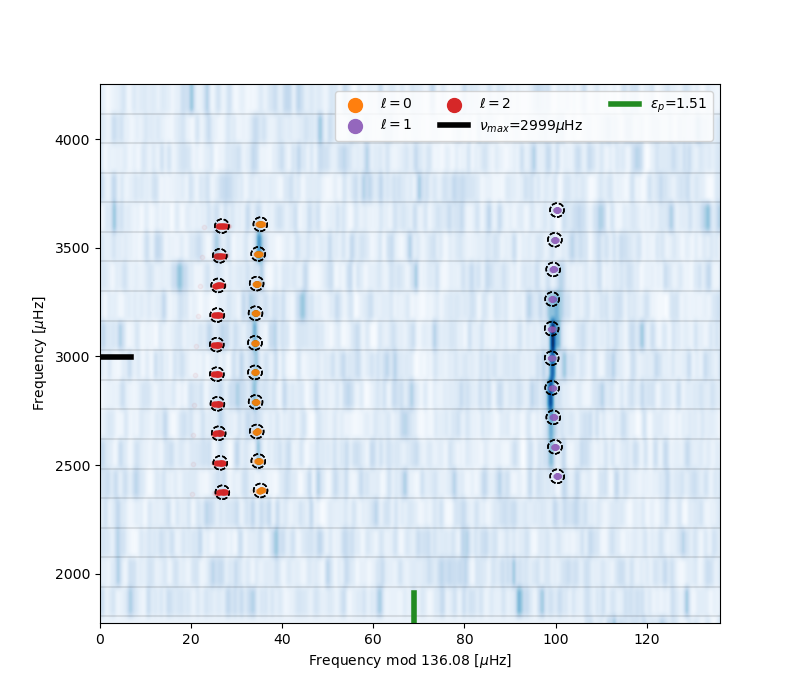 ℓ = 0
ℓ = 1
ℓ = 2
ν_max=2999μHz
ε_p=1.51
4000
3500
3000
2500
2000
Frequency [μHz]
0 20 40 60 80 100 120
Frequency mod 136.08 [μHz]